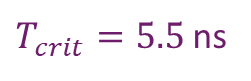 T_crit = 5.5 ns